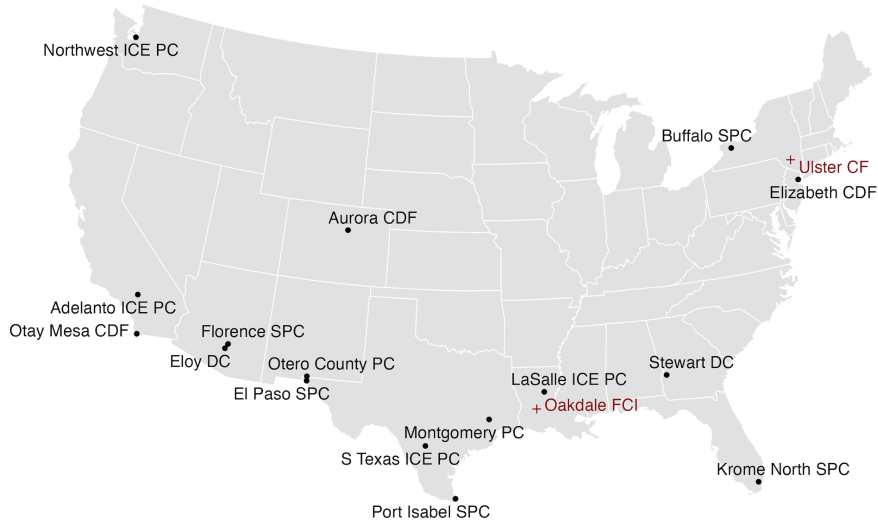 Northwest ICE PC
Buffalo SPC
Ulster CF
Elizabeth CDF
Aurora CDF
Adelanto ICE PC
Otay Mesa CDF
Florence SPC
Eloy DC
Otero County PC
El Paso SPC
Stewart DC
LaSalle ICE PC
Oakdale FCI
Montgomery PC
S Texas ICE PC
Krome North SPC
Port Isabel SPC